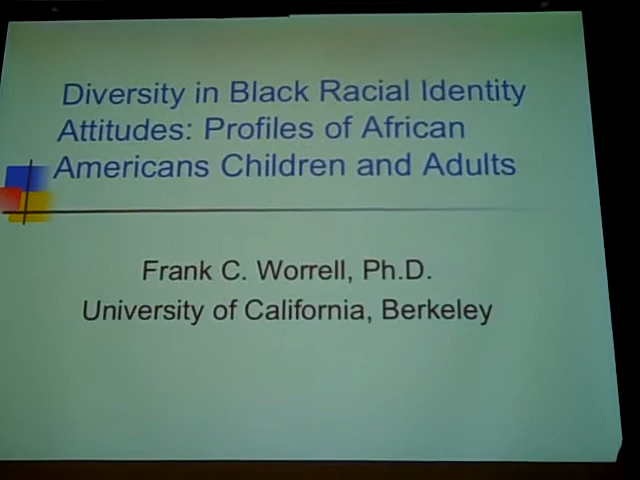 Diversity in Black Racial Identity
Attitudes: Profiles of African
Americans Children and Adults
Frank C. Worrell, Ph.D.
University of California, Berkeley